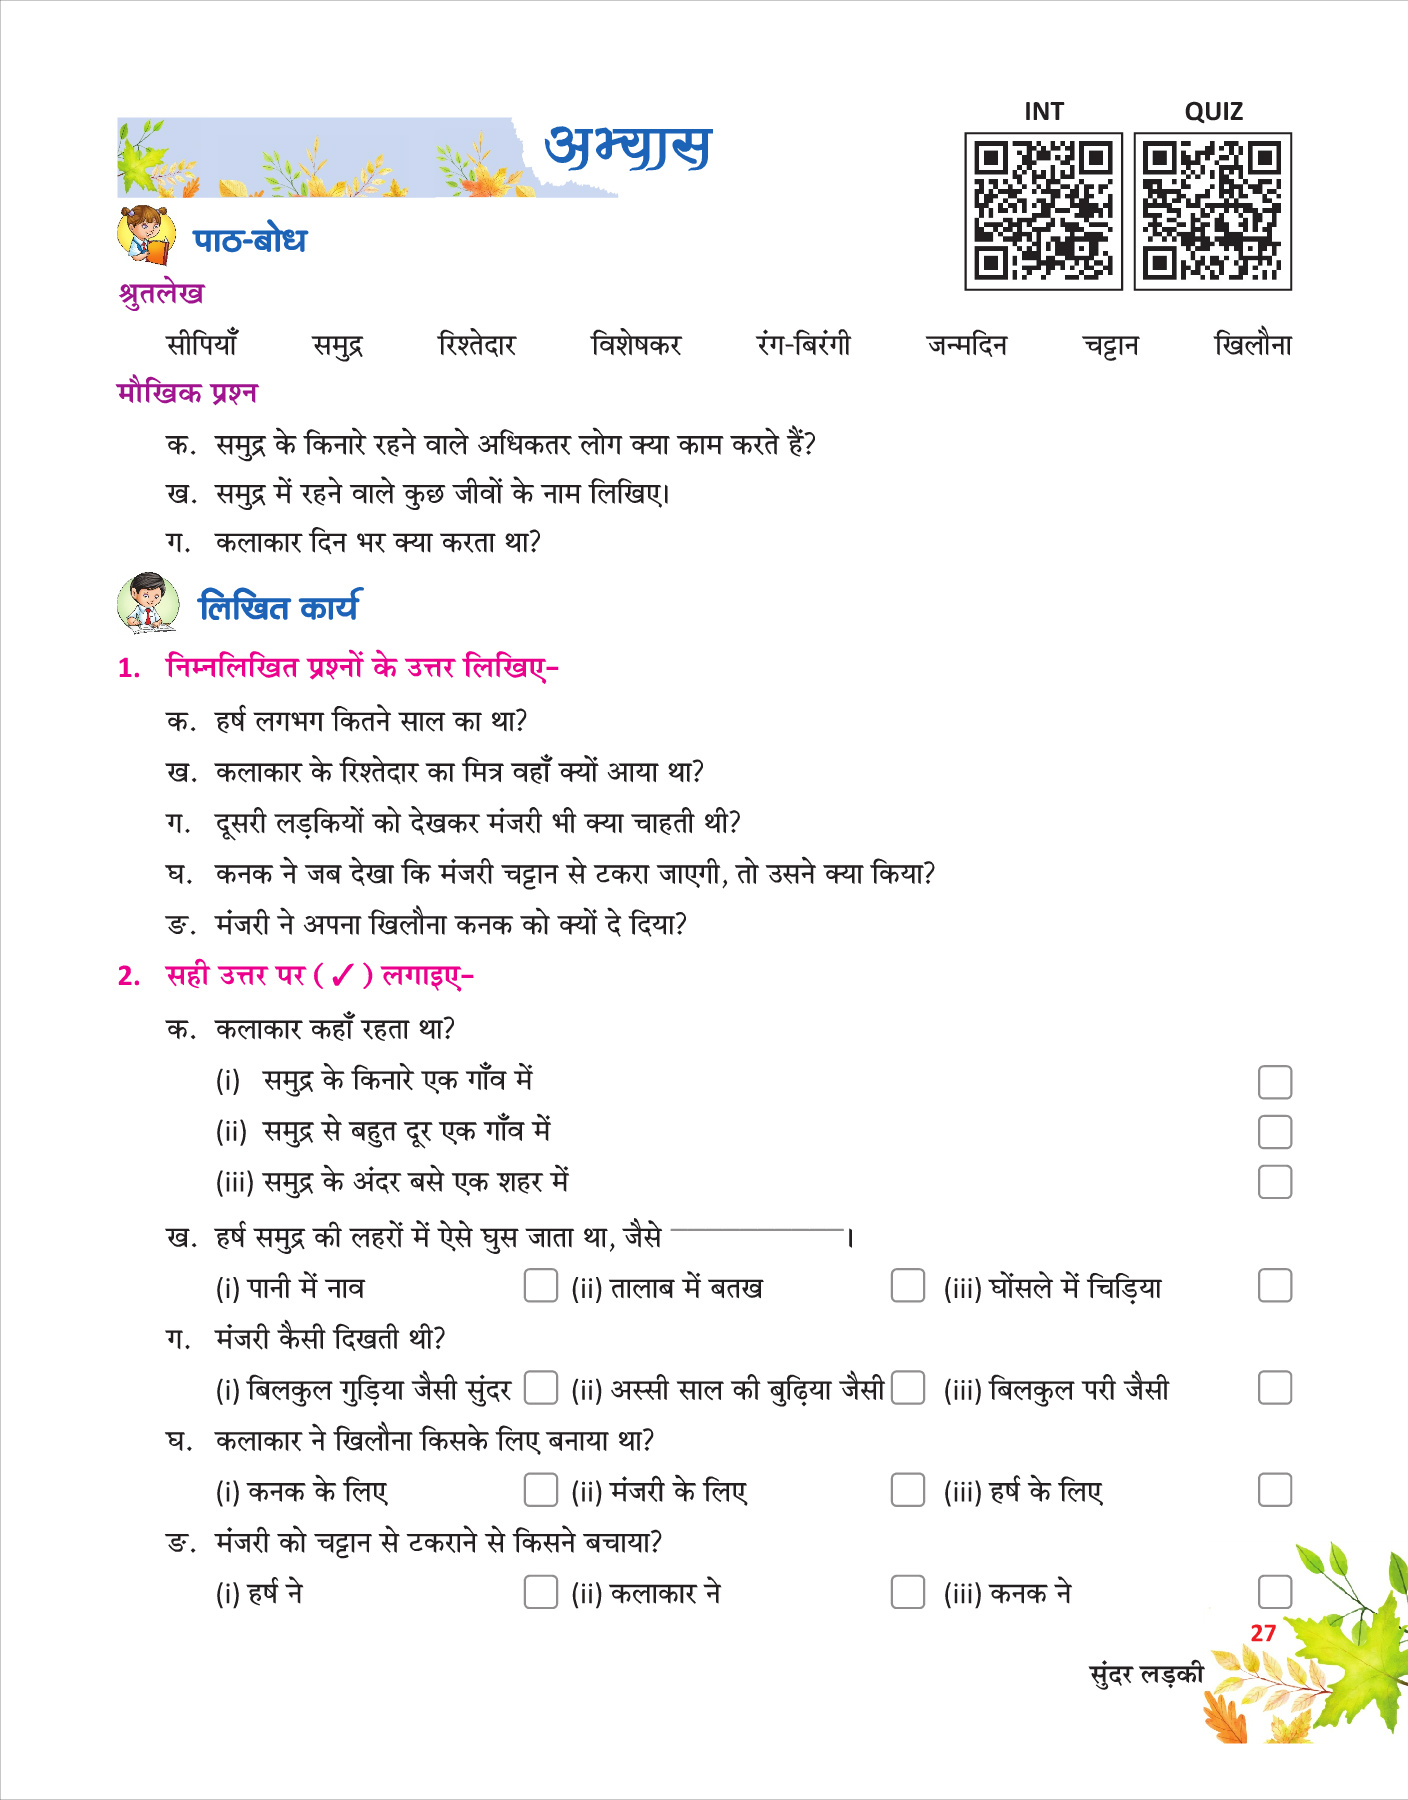 INT QUIZ
अभ्यास
पाठ-बोध
श्रुतलेख
सीपियाँ समुद्र रिश्तेदार विशेषकर रंग-बिरंगी जन्मदिन चट्टान खिलौना
मौखिक प्रश्न
क. समुद्र के किनारे रहने वाले अधिकतर लोग क्या काम करते हैं?
ख. समुद्र में रहने वाले कुछ जीवों के नाम लिखिए।
ग. कलाकार दिन भर क्या करता था?
लिखित कार्य
1. निम्नलिखित प्रश्नों के उत्तर लिखिए–
क. हर्ष लगभग कितने साल का था?
ख. कलाकार के रिश्तेदार का मित्र वहाँ क्यों आया था?
ग. दूसरी लड़कियों को देखकर मंजरी भी क्या चाहती थी?
घ. कनक ने जब देखा कि मंजरी चट्टान से टकरा जाएगी, तो उसने क्या किया?
ङ. मंजरी ने अपना खिलौना कनक को क्यों दे दिया?
2. सही उत्तर पर (✓) लगाइए–
क. कलाकार कहाँ रहता था?
(i) समुद्र के किनारे एक गाँव में
(ii) समुद्र से बहुत दूर एक गाँव में
(iii) समुद्र के अंदर बसे एक शहर में
ख. हर्ष समुद्र की लहरों में ऐसे घुस जाता था, जैसे ____________।
(i) पानी में नाव (ii) तालाब में बतख (iii) घोंसले में चिड़िया
ग. मंजरी कैसी दिखती थी?
(i) बिलकुल गुड़िया जैसी सुंदर (ii) अस्सी साल की बुढ़िया जैसी (iii) बिलकुल परी जैसी
घ. कलाकार ने खिलौना किसके लिए बनाया था?
(i) कनक के लिए (ii) मंजरी के लिए (iii) हर्ष के लिए
ङ. मंजरी को चट्टान से टकराने से किसने बचाया?
(i) हर्ष ने (ii) कलाकार ने (iii) कनक ने
27
सुंदर लड़की